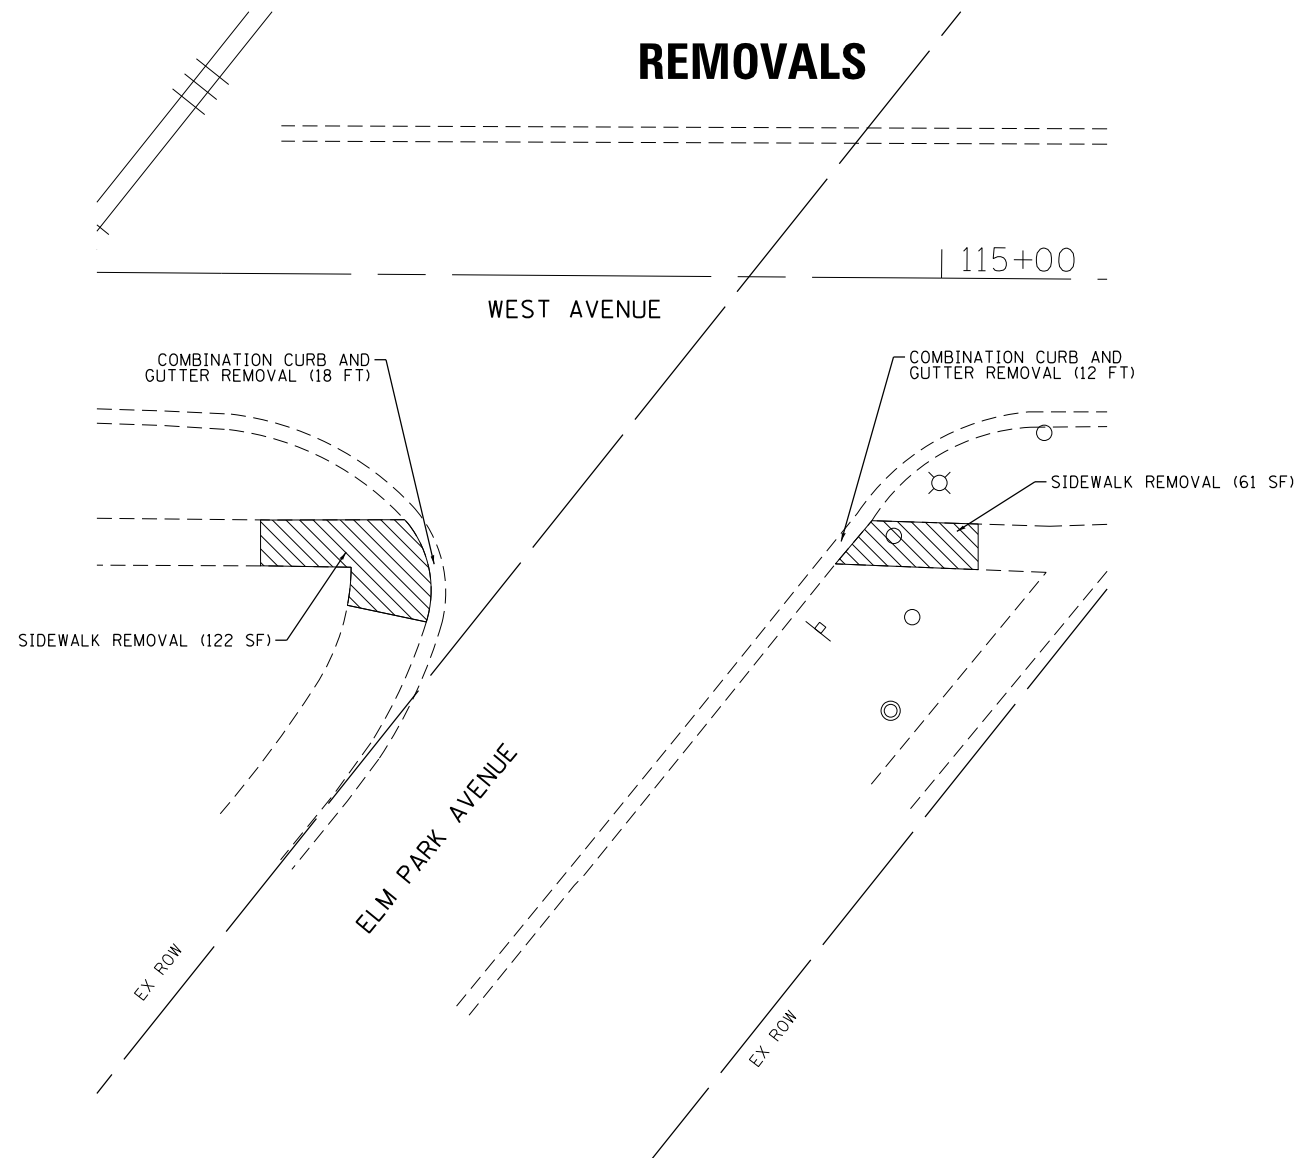 REMOVALS
115+00
WEST AVENUE
COMBINATION CURB AND
GUTTER REMOVAL (18 FT)
COMBINATION CURB AND
GUTTER REMOVAL (12 FT)
SIDEWALK REMOVAL (61 SF)
SIDEWALK REMOVAL (122 SF)
ELM PARK AVENUE
EX ROW
EX ROW